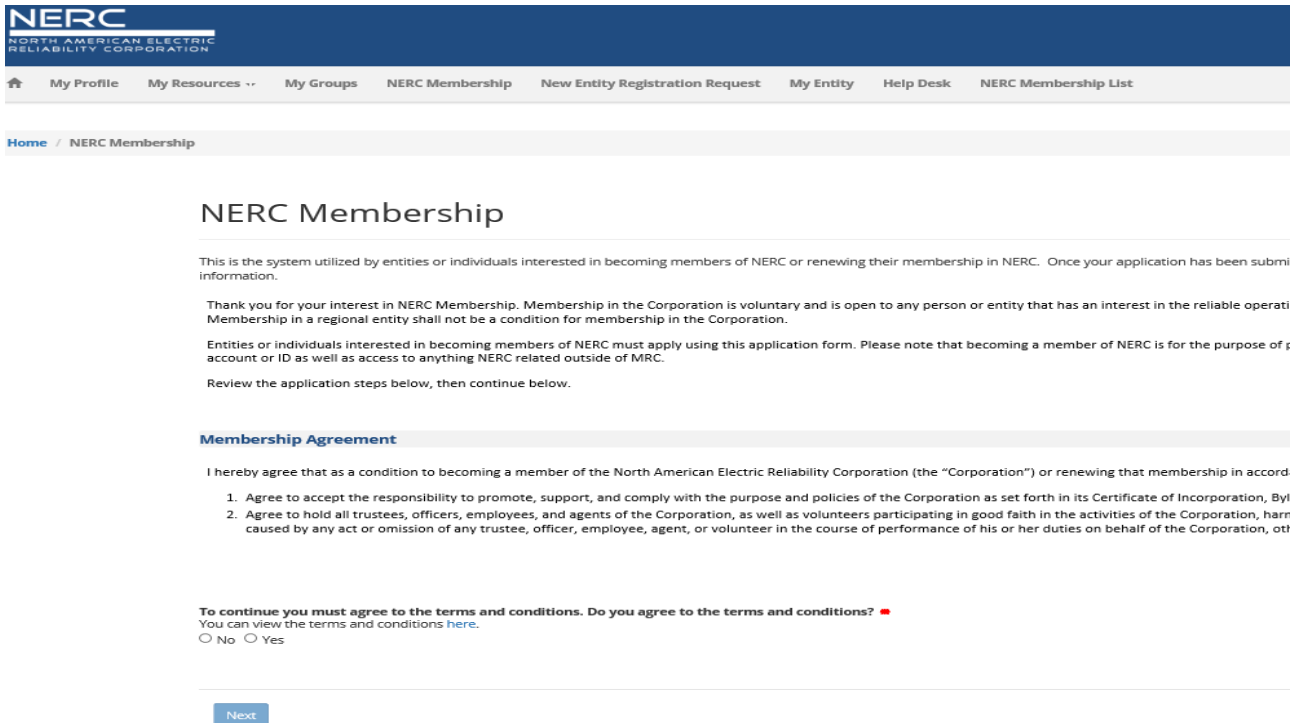 NERC
NORTH AMERICAN ELECTRIC
RELIABILITY CORPORATION
My Profile My Resources My Groups NERC Membership New Entity Registration Request My Entity Help Desk NERC Membership List
Home / NERC Membership
NERC Membership
This is the system utilized by entities or individuals interested in becoming members of NERC or renewing their membership in NERC. Once your application has been submi
information.
Thank you for your interest in NERC Membership. Membership in the Corporation is voluntary and is open to any person or entity that has an interest in the reliable operati
Membership in a regional entity shall not be a condition for membership in the Corporation.
Entities or individuals interested in becoming members of NERC must apply using this application form. Please note that becoming a member of NERC is for the purpose of p
account or ID as well as access to anything NERC related outside of MRC.
Review the application steps below, then continue below.
Membership Agreement
I hereby agree that as a condition to becoming a member of the North American Electric Reliability Corporation (the “Corporation”) or renewing that membership in accord
1. Agree to accept the responsibility to promote, support, and comply with the purpose and policies of the Corporation as set forth in its Certificate of Incorporation, Byl
2. Agree to hold all trustees, officers, employees, and agents of the Corporation, as well as volunteers participating in good faith in the activities of the Corporation, harm
caused by any act or omission of any trustee, officer, employee, agent, or volunteer in the course of performance of his or her duties on behalf of the Corporation, oth
To continue you must agree to the terms and conditions. Do you agree to the terms and conditions?
You can view the terms and conditions here.
No Yes
Next